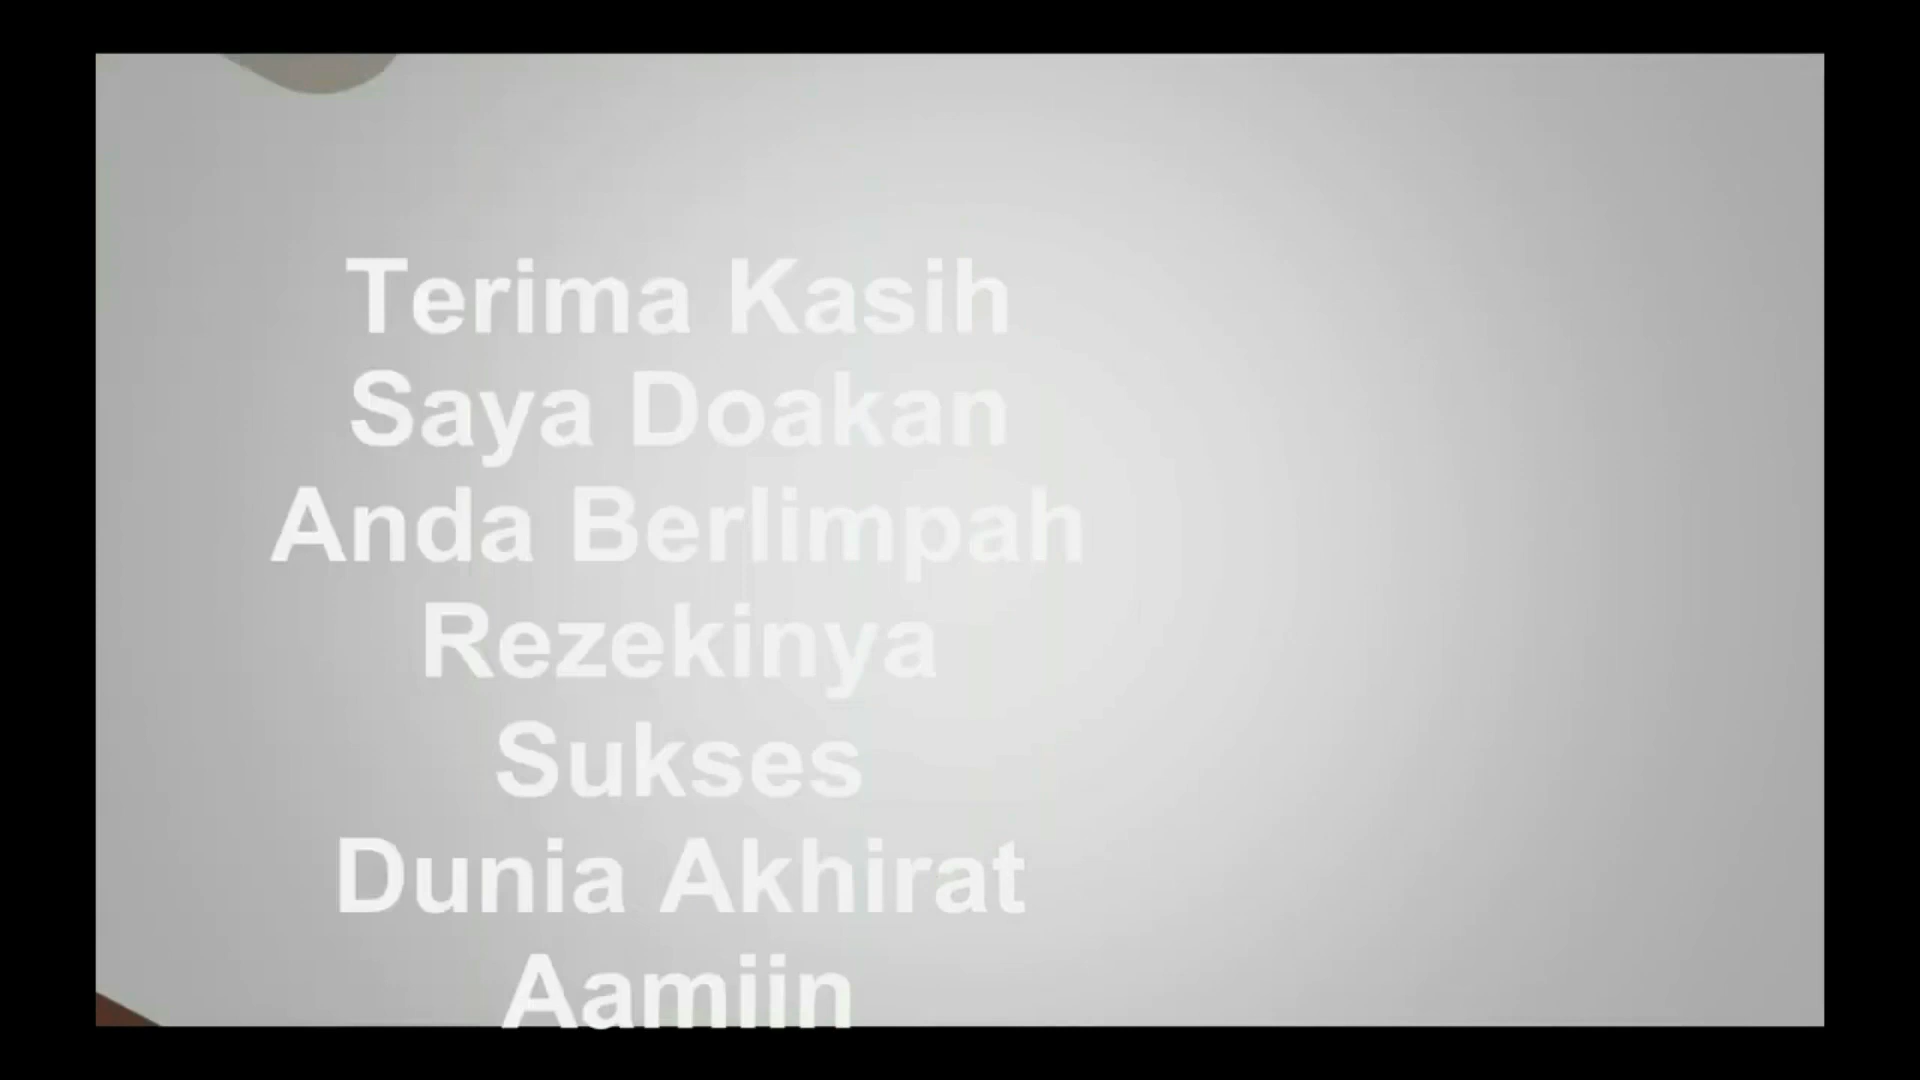 Terima Kasih
Saya Doakan
Anda Berlimpah
Rezekinya
Sukses
Dunia Akhirat
Aamiin